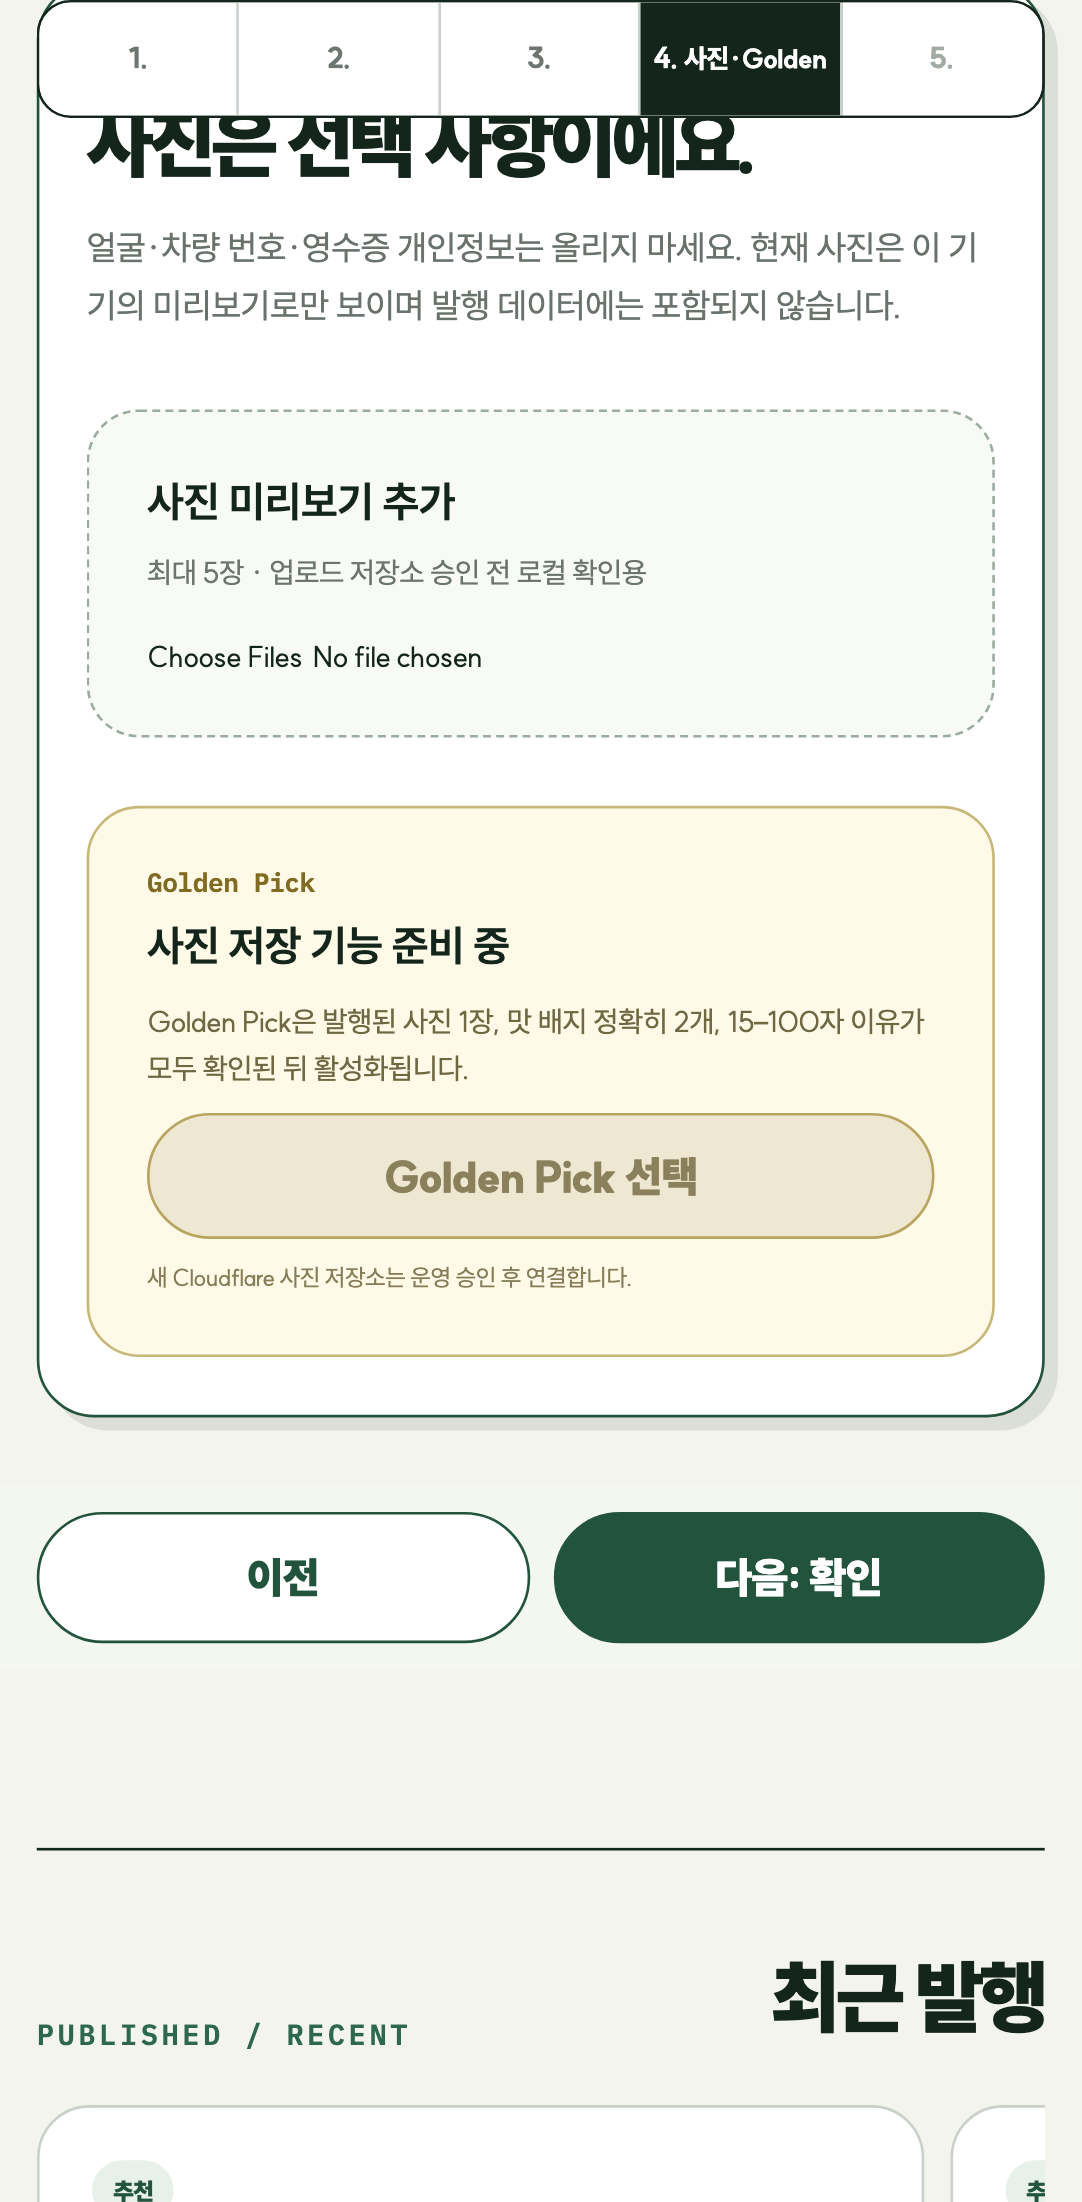 1.
2.
3.
4. 사진·Golden
5.
사진은 선택 사항이에요.
얼굴·차량 번호·영수증 개인정보는 올리지 마세요. 현재 사진은 이 기
기의 미리보기로만 보이며 발행 데이터에는 포함되지 않습니다.
사진 미리보기 추가
최대 5장 · 업로드 저장소 승인 전 로컬 확인용
Choose Files No file chosen
Golden Pick
사진 저장 기능 준비 중
Golden Pick은 발행된 사진 1장, 맛 배지 정확히 2개, 15–100자 이유가
모두 확인된 뒤 활성화됩니다.
Golden Pick 선택
새 Cloudflare 사진 저장소는 운영 승인 후 연결합니다.
이전
다음: 확인
최근 발행
PUBLISHED / RECENT
추천